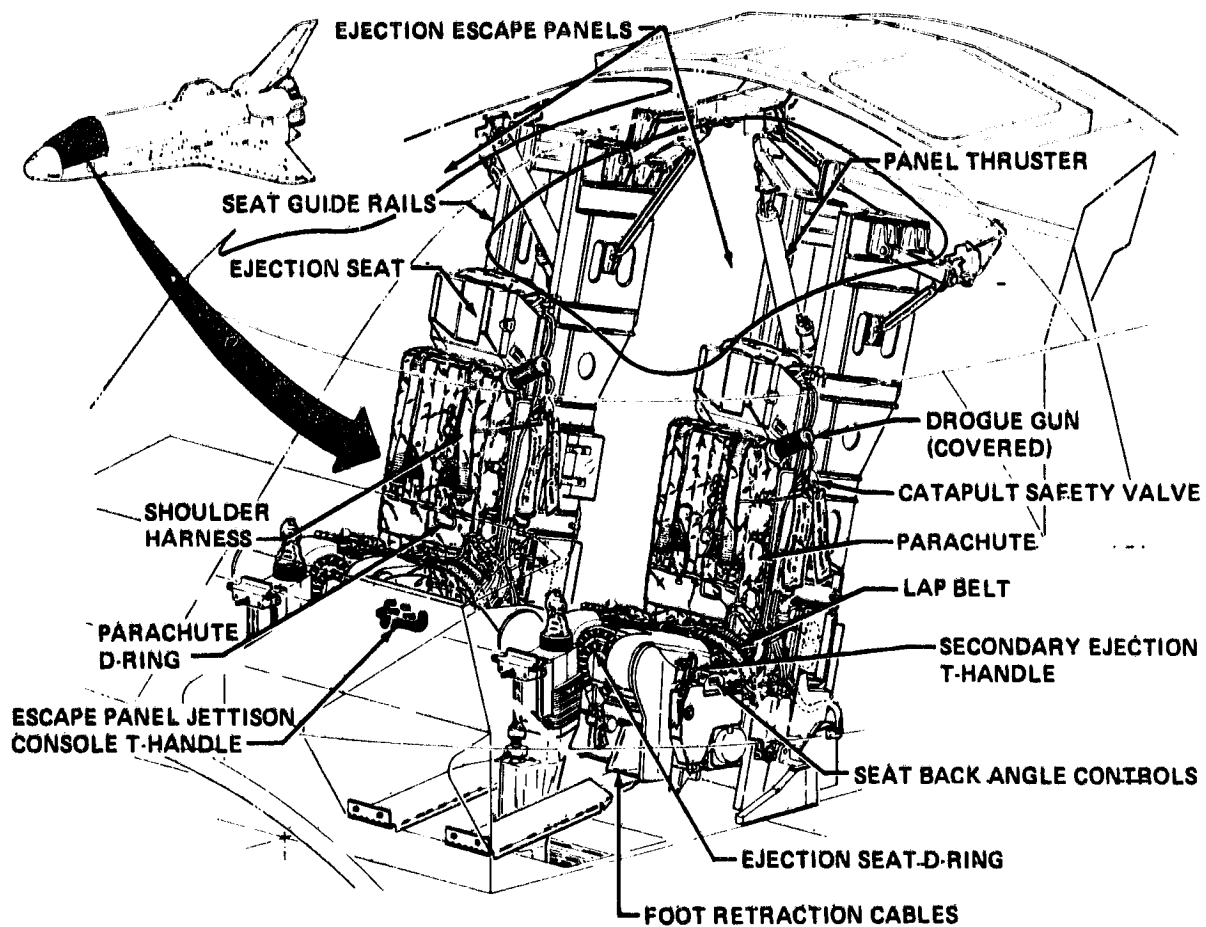 EJECTION ESCAPE PANELS
PANEL THRUSTER
SEAT GUIDE RAILS
EJECTION SEAT
DROGUE GUN
(COVERED)
CATAPULT SAFETY VALVE
SHOULDER
HARNESS
PARACHUTE
LAP BELT
PARACHUTE
D-RING
SECONDARY EJECTION
T-HANDLE
ESCAPE PANEL JETTISON
CONSOLE T-HANDLE
SEAT BACK ANGLE CONTROLS
EJECTION SEAT D-RING
FOOT RETRACTION CABLES